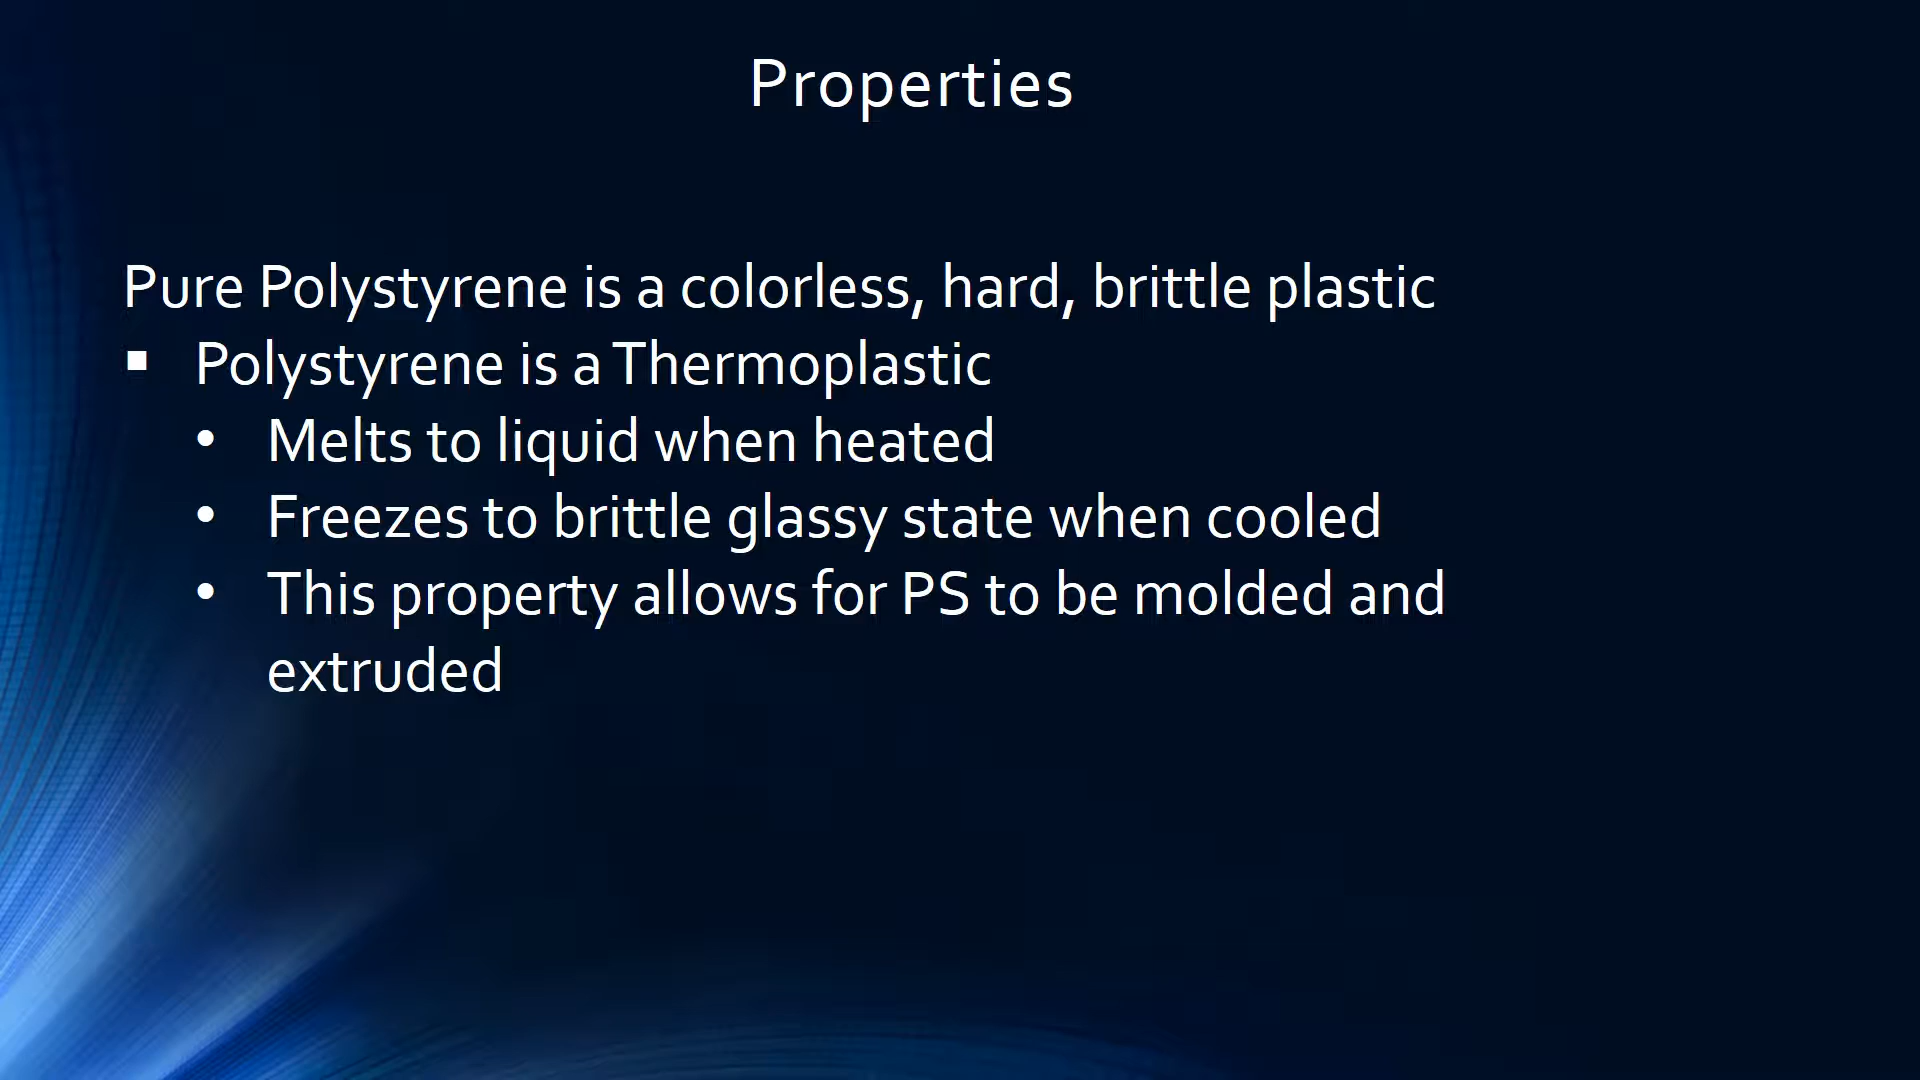 Properties
Pure Polystyrene is a colorless, hard, brittle plastic
▪ Polystyrene is a Thermoplastic
• Melts to liquid when heated
• Freezes to brittle glassy state when cooled
• This property allows for PS to be molded and
extruded